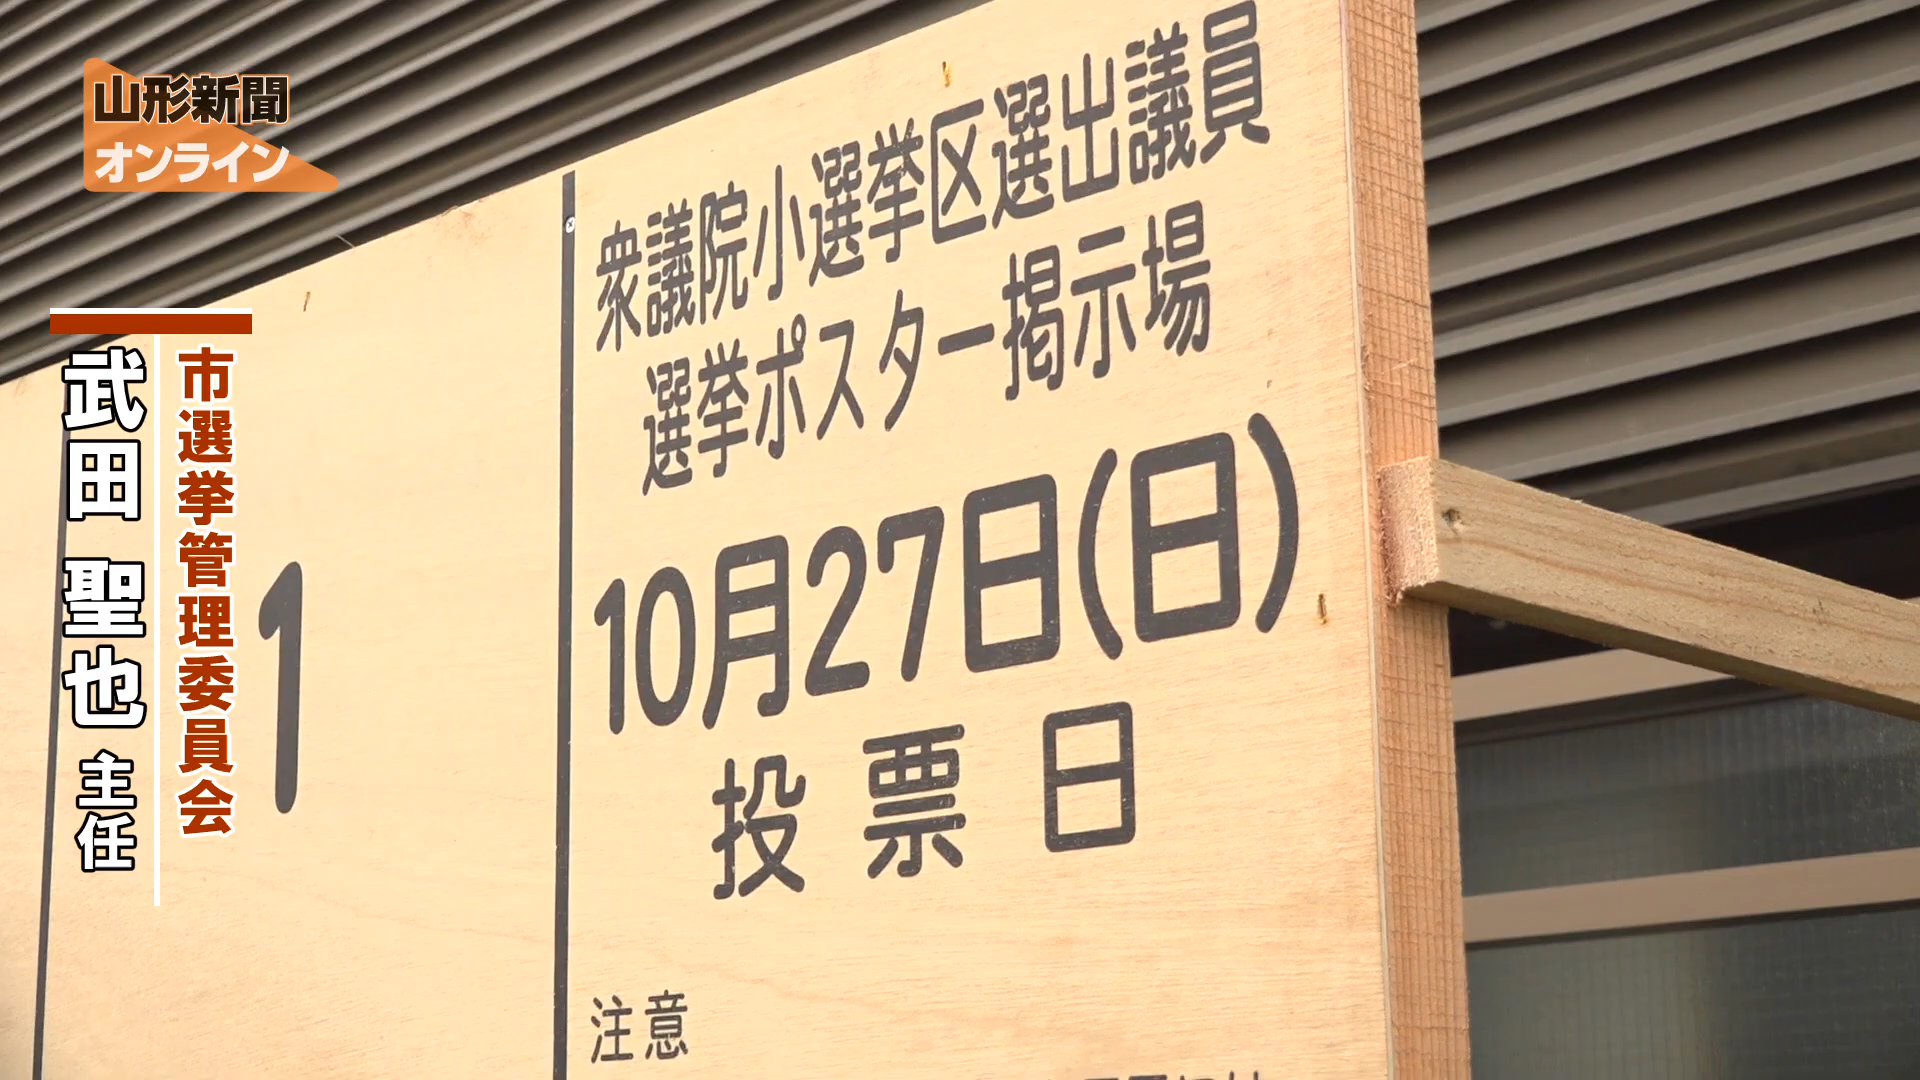 山形新聞
オンライン
市選挙管理委員会
武田 聖也 主任
1
衆議院小選挙区選出議員
選挙ポスター掲示場
10月27日(日)
投票日
注意